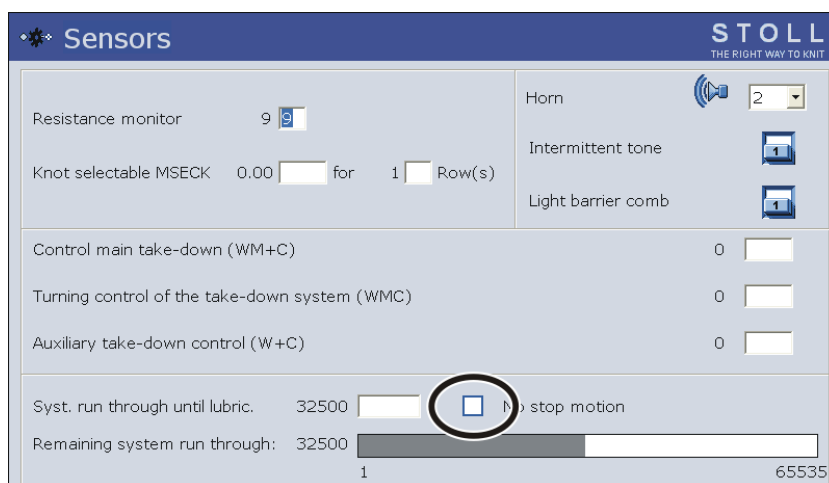 Sensors
STOLL
THE RIGHT WAY TO KNIT
Resistance monitor 9 9
Knot selectable MSECK 0.00 for 1 Row(s)
Horn 2
Intermittent tone 1
Light barrier comb 1
Control main take-down (WM+C) 0
Turning control of the take-down system (WMC) 0
Auxiliary take-down control (W+C) 0
Syst. run through until lubric. 32500 No stop motion
Remaining system run through: 32500
1 65535